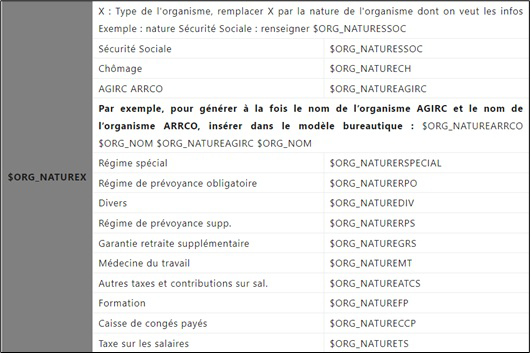 X : Type de l'organisme, remplacer X par la nature de l'organisme dont on veut les infos
Exemple : nature Sécurité Sociale : renseigner $ORG_NATURESSOC
Sécurité Sociale $ORG_NATURESSOC
Chômage $ORG_NATURECH
AGIRC ARRCO $ORG_NATUREAGIRC
Par exemple, pour générer à la fois le nom de l'organisme AGIRC et le nom de
l'organisme ARRCO, insérer dans le modèle bureautique : $ORG_NATUREARRCO
$ORG_NOM $ORG_NATUREAGIRC $ORG_NOM
$ORG_NATUREX
Régime spécial $ORG_NATURERSPECIAL
Régime de prévoyance obligatoire $ORG_NATURERPO
Divers $ORG_NATUREDIV
Régime de prévoyance supp. $ORG_NATURERPS
Garantie retraite supplémentaire $ORG_NATUREGRS
Médecine du travail $ORG_NATUREMT
Autres taxes et contributions sur sal. $ORG_NATUREATCS
Formation $ORG_NATUREFP
Caisse de congés payés $ORG_NATURECCP
Taxe sur les salaires $ORG_NATURETS